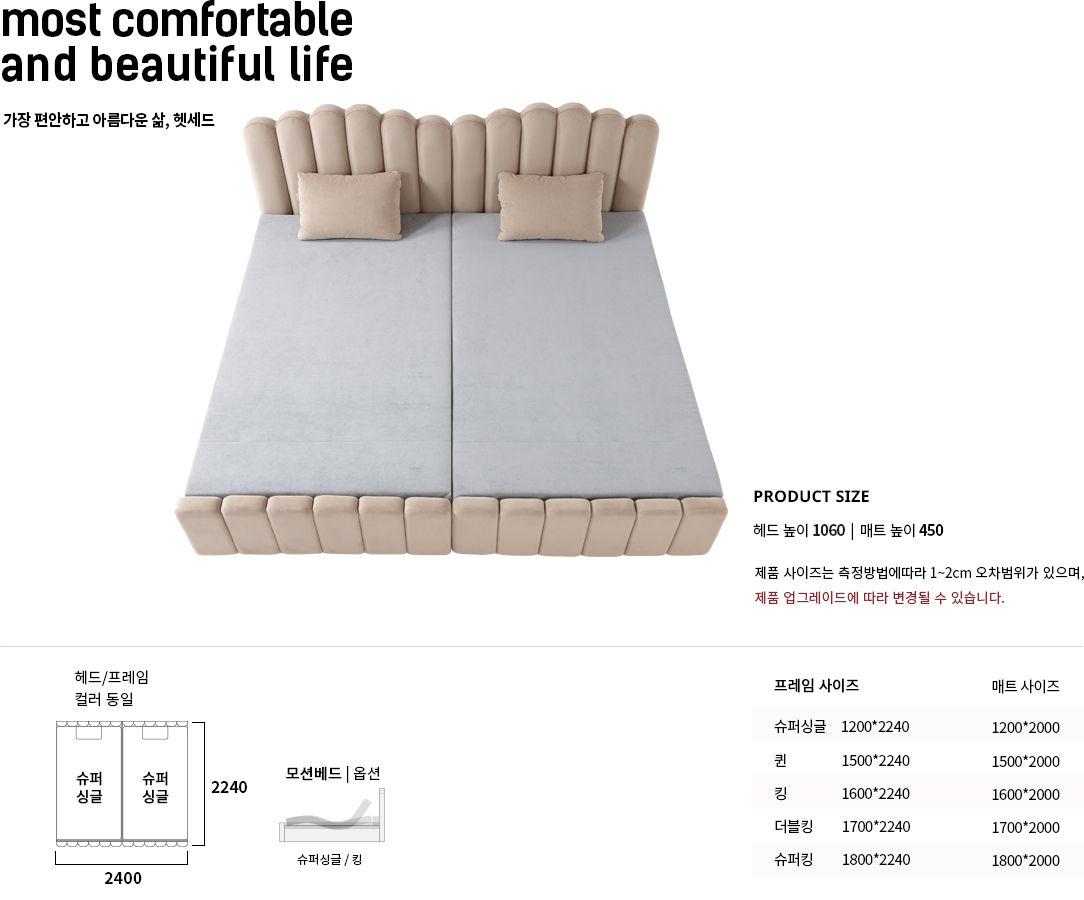 most comfortable
and beautiful life
가장 편안하고 아름다운 삶, 헷세드
PRODUCT SIZE
헤드 높이 1060 | 매트 높이 450
제품 사이즈는 측정방법에따라 1~2cm 오차범위가 있으며,
제품 업그레이드에 따라 변경될 수 있습니다.
헤드/프레임
컬러 동일
슈퍼 싱글
슈퍼 싱글
2240
2400
모션베드 | 옵션
슈퍼싱글 / 킹
프레임 사이즈 매트 사이즈
슈퍼싱글 1200*2240 1200*2000
퀸 1500*2240 1500*2000
킹 1600*2240 1600*2000
더블킹 1700*2240 1700*2000
슈퍼킹 1800*2240 1800*2000